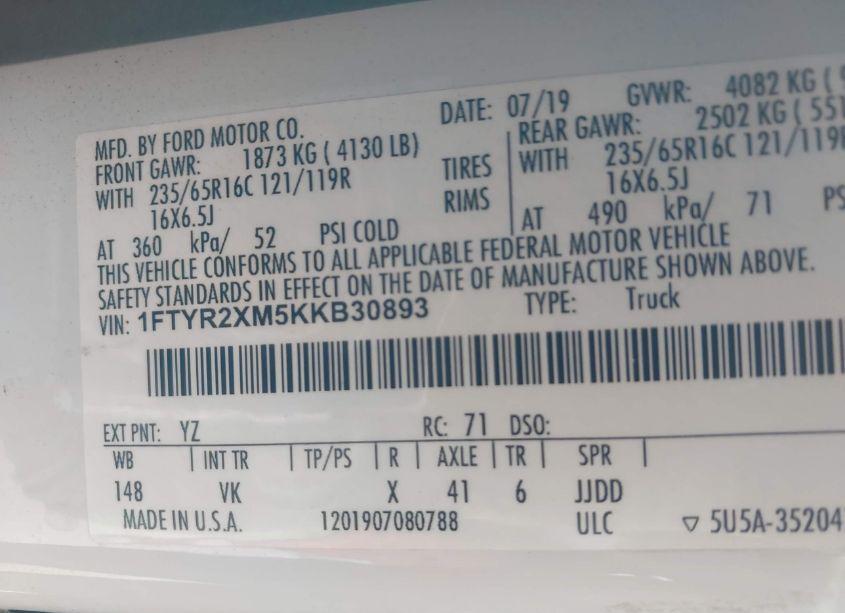 MFD. BY FORD MOTOR CO. DATE: 07/19 GVWR: 4082 KG (
FRONT GAWR: 1873 KG ( 4130 LB) REAR GAWR: 2502 KG ( 551
WITH 235/65R16C 121/119R TIRES WITH 235/65R16C 121/119R
16X6.5J RIMS 16X6.5J
AT 360 kPa/ 52 PSI COLD AT 490 kPa/ 71 PS
THIS VEHICLE CONFORMS TO ALL APPLICABLE FEDERAL MOTOR VEHICLE
SAFETY STANDARDS IN EFFECT ON THE DATE OF MANUFACTURE SHOWN ABOVE.
VIN: 1FTYR2XM5KKB30893 TYPE: Truck
EXT PNT: YZ RC: 71 DSO:
WB | INT TR | TP/PS | R | AXLE | TR | SPR |
148 VK X 41 6 JJDD
MADE IN U.S.A. 1201907080788 ULC ▽ 5U5A-35204